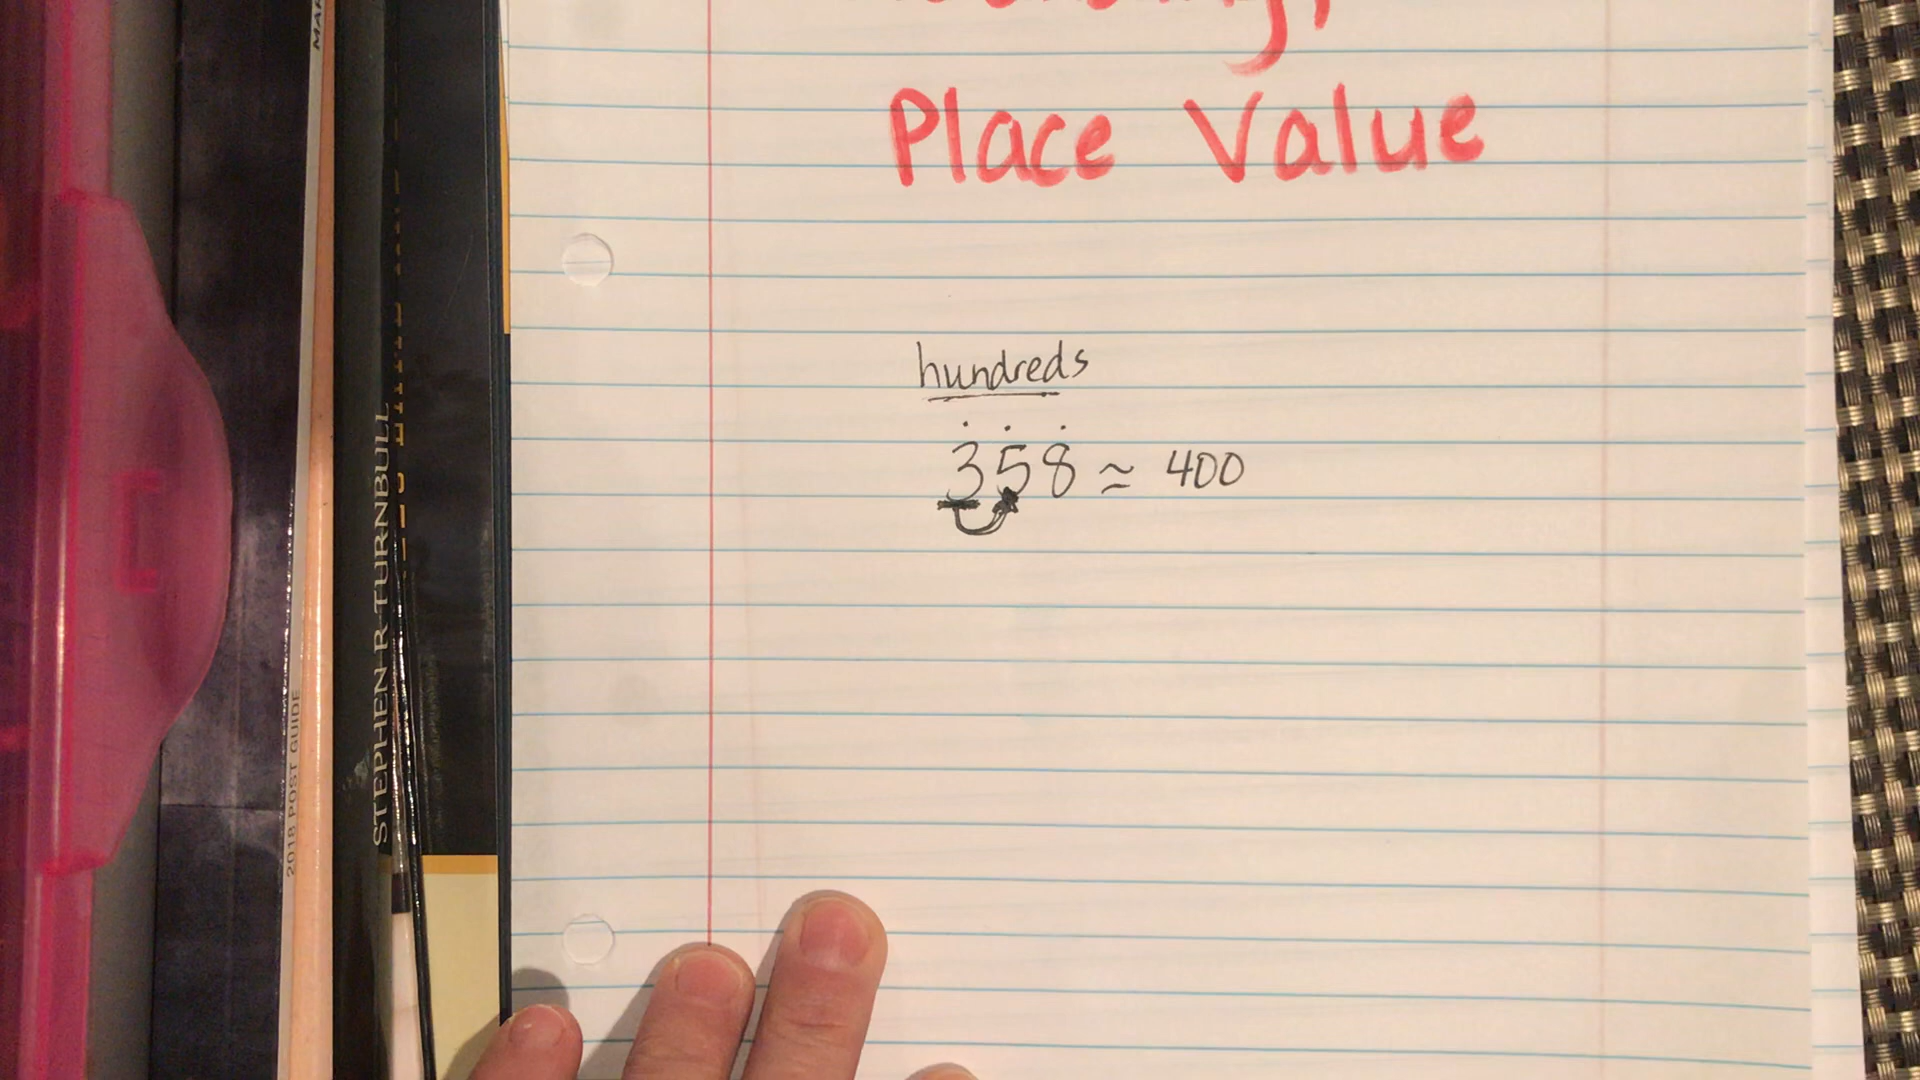 Place Value
hundreds
358 ≈ 400
STEPHEN R TURNBULL
2018 POST GUIDE